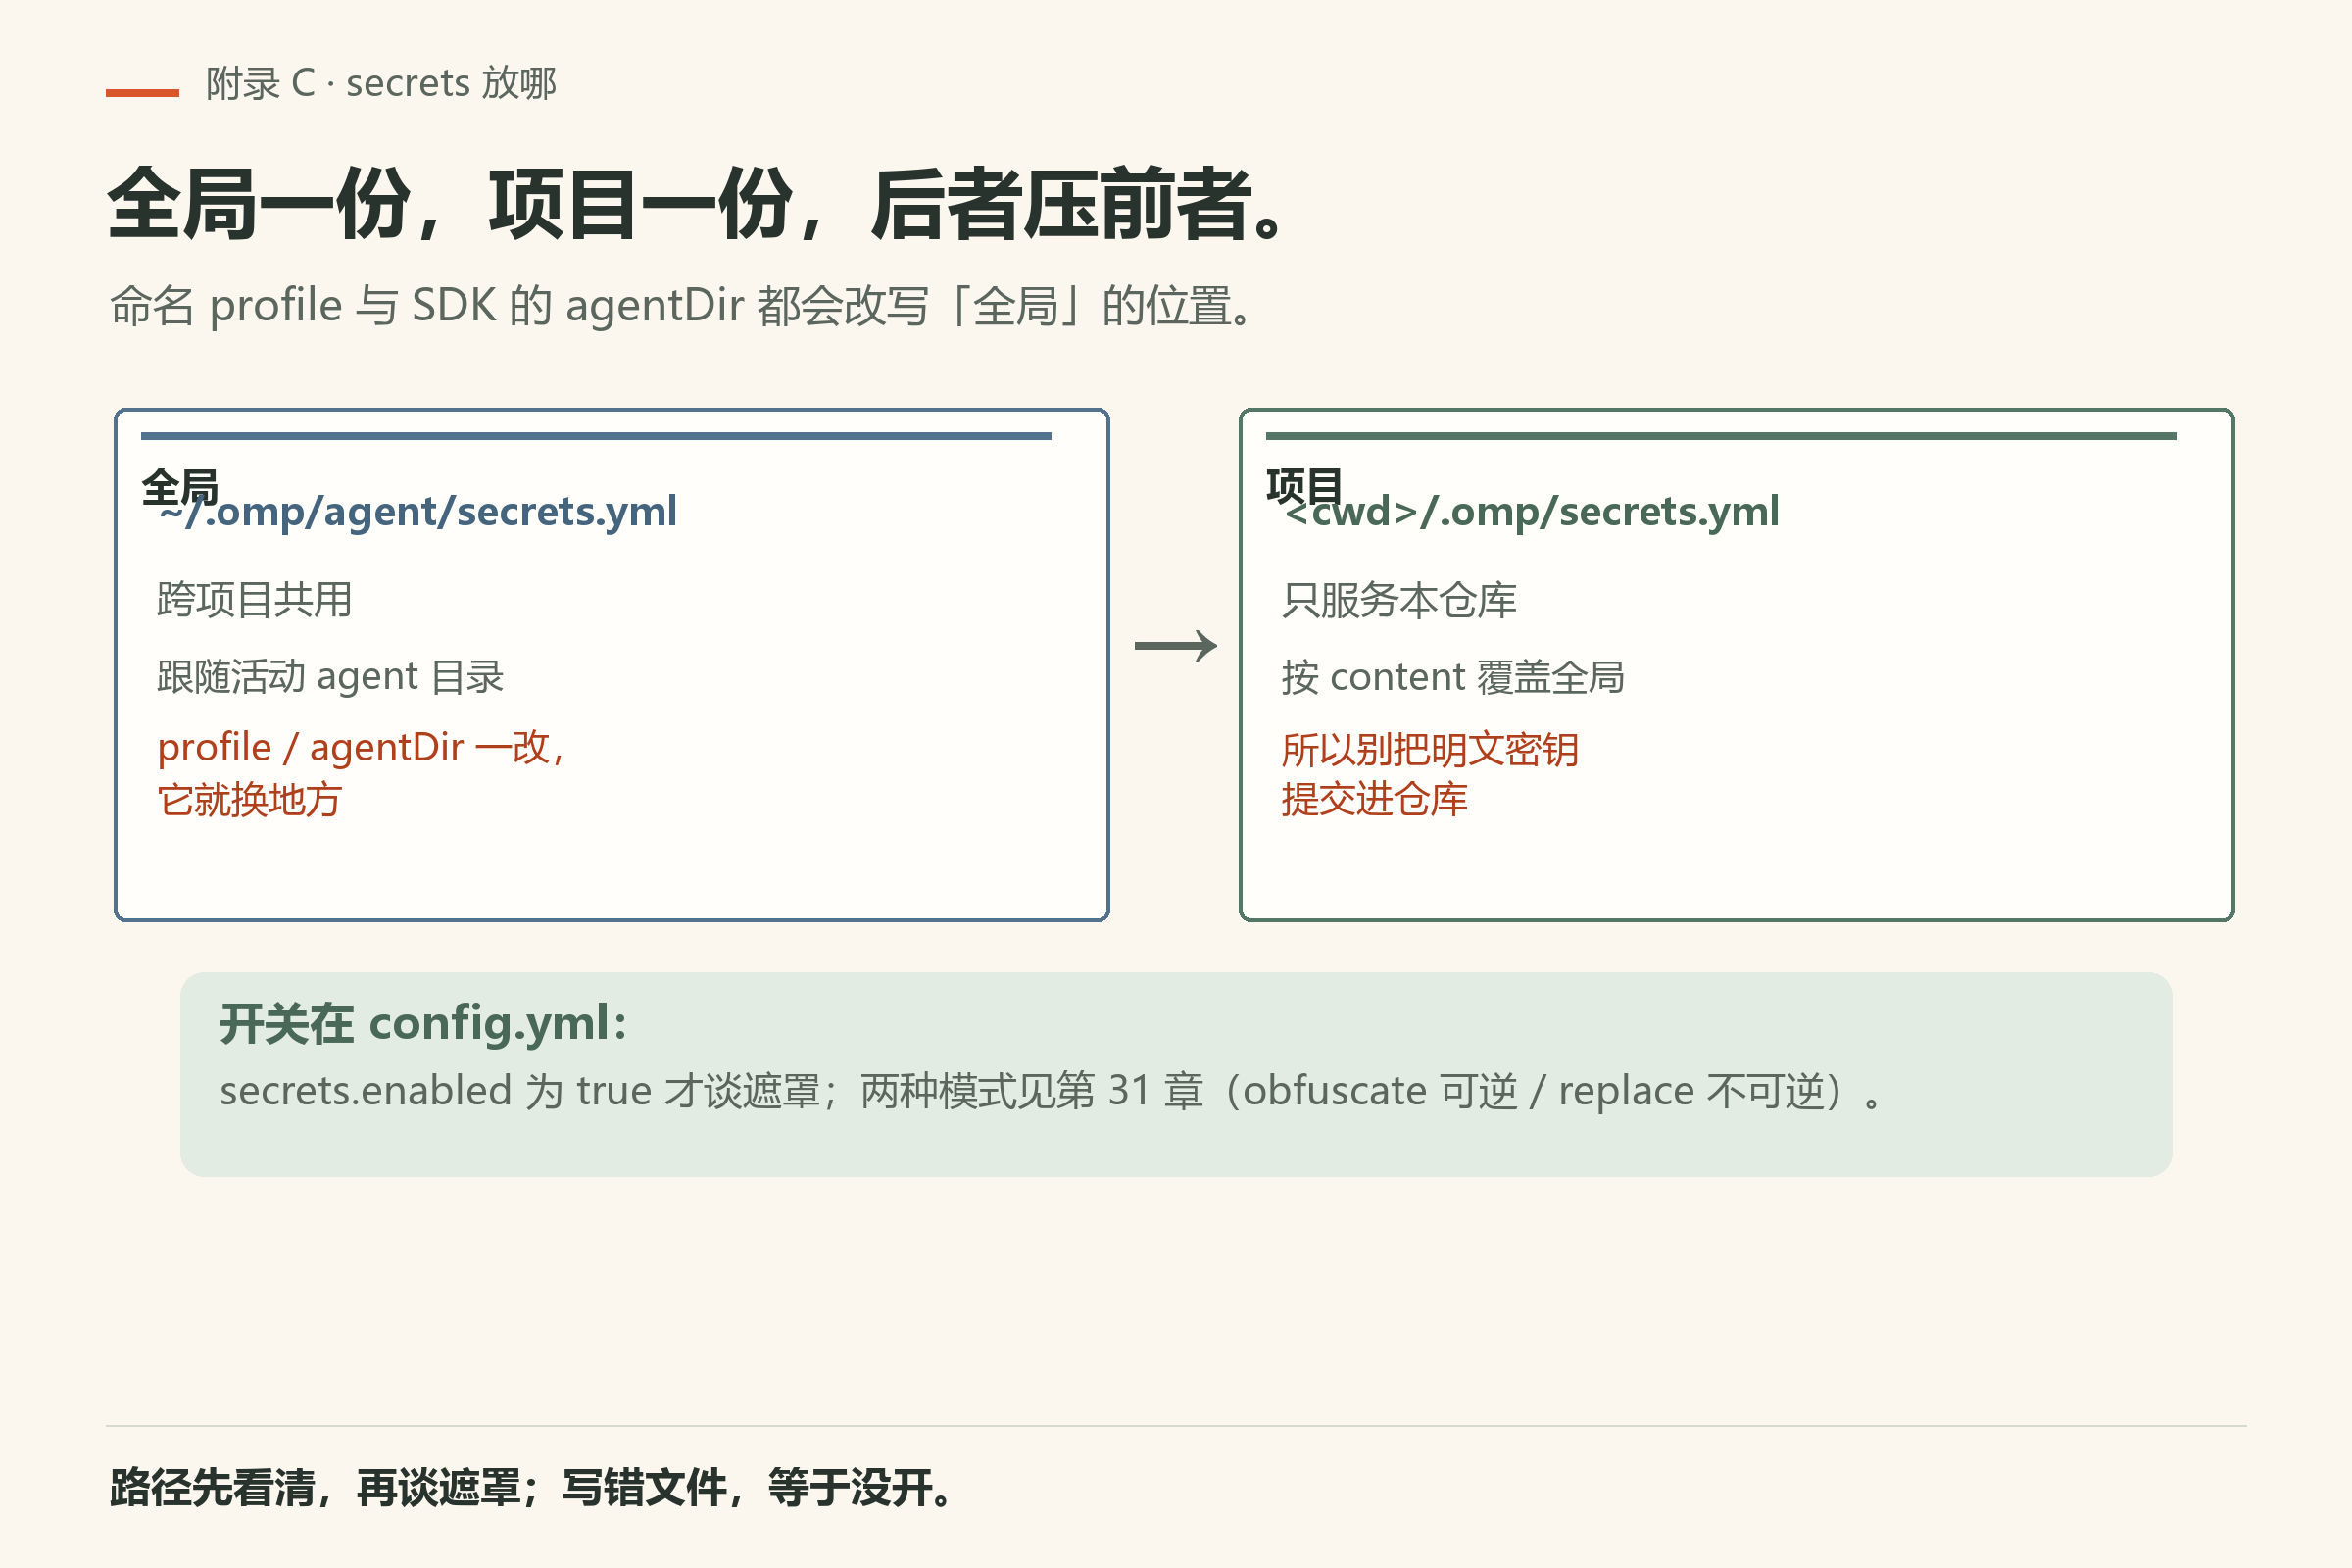 附录 C · secrets 放哪
全局一份，项目一份，后者压前者。
命名 profile 与 SDK 的 agentDir 都会改写「全局」的位置。
全局
~/.omp/agent/secrets.yml
跨项目共用
跟随活动 agent 目录
profile / agentDir 一改，
它就换地方
→
项目
<cwd>/.omp/secrets.yml
只服务本仓库
按 content 覆盖全局
所以别把明文密钥
提交进仓库
开关在 config.yml：
secrets.enabled 为 true 才谈遮罩；两种模式见第 31 章（obfuscate 可逆 / replace 不可逆）。
路径先看清，再谈遮罩；写错文件，等于没开。